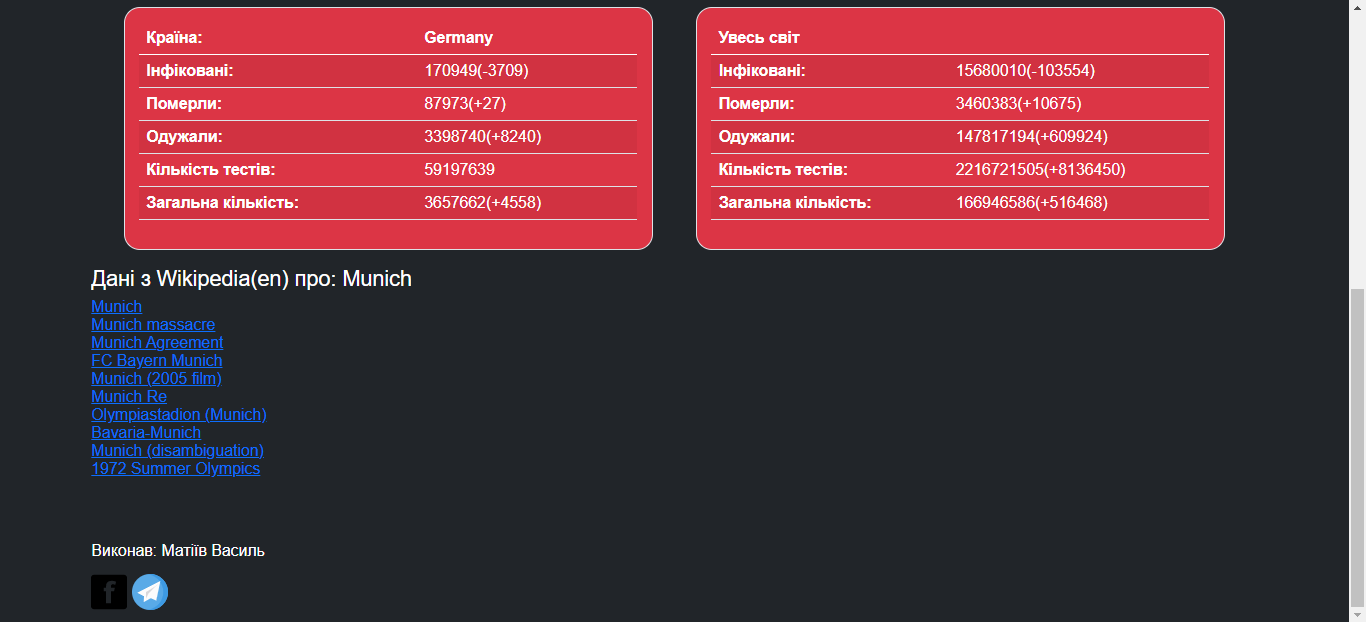 Країна: Germany
Інфіковані: 170949(-3709)
Померли: 87973(+27)
Одужали: 3398740(+8240)
Кількість тестів: 59197639
Загальна кількість: 3657662(+4558)
Увесь світ
Інфіковані: 15680010(-103554)
Померли: 3460383(+10675)
Одужали: 147817194(+609924)
Кількість тестів: 2216721505(+8136450)
Загальна кількість: 166946586(+516468)
Дані з Wikipedia(en) про: Munich
Munich
Munich massacre
Munich Agreement
FC Bayern Munich
Munich (2005 film)
Munich Re
Olympiastadion (Munich)
Bavaria-Munich
Munich (disambiguation)
1972 Summer Olympics
Виконав: Матіїв Василь
f